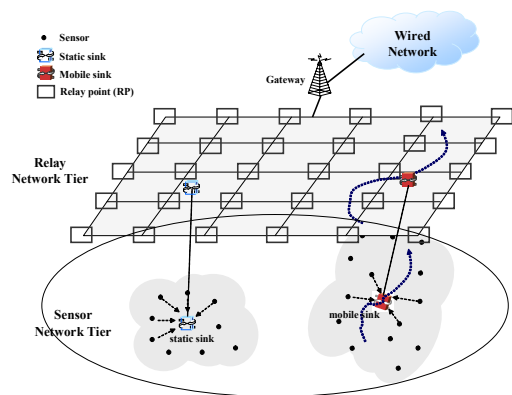 Sensor
Static sink
Mobile sink
Relay point (RP)
Wired
Network
Gateway
Relay
Network Tier
Sensor
Network Tier
static sink
mobile sink